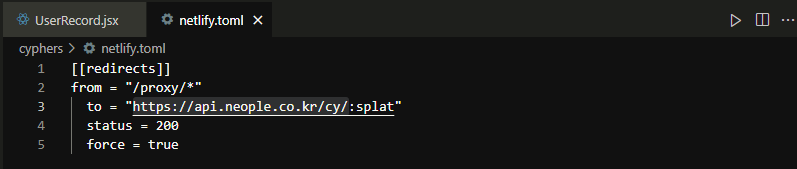 UserRecord.jsx netlify.toml
cyphers > netlify.toml
1 [[redirects]]
2 from = "/proxy/*"
3 to = "https://api.neople.co.kr/cy/:splat"
4 status = 200
5 force = true